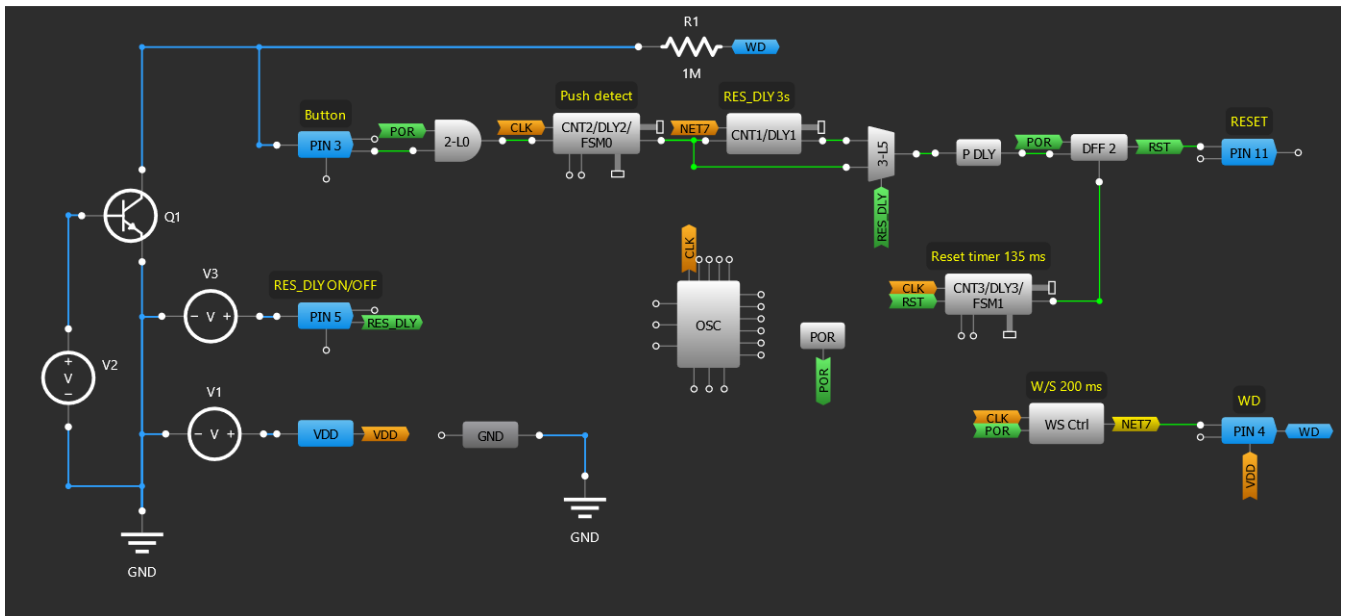 R1
WD
1M
Button
PIN 3
POR
2-L0
CLK
Push detect
CNT2/DLY2/
FSM0
NET7
RES_DLY 3s
CNT1/DLY1
3-L5
RES_DLY
P DLY
POR
DFF 2
RST
RESET
PIN 11
Q1
V3
V
RES_DLY ON/OFF
PIN 5
RES_DLY
V2
V
V1
V
VDD
VDD
GND
GND
GND
CLK
OSC
POR
POR
Reset timer 135 ms
CLK
RST
CNT3/DLY3/
FSM1
W/S 200 ms
CLK
POR
WS Ctrl
NET7
WD
PIN 4
WD
VDD